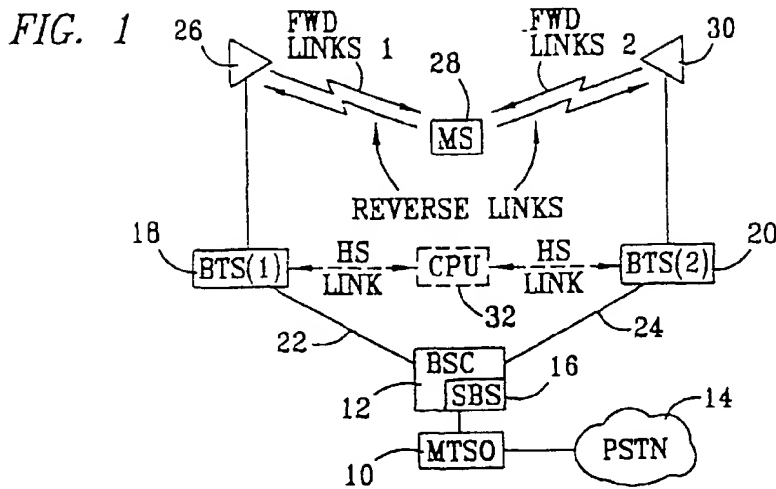 FIG. 1
26
FWD
LINKS 1
28
FWD
LINKS 2
30
MS
REVERSE LINKS
18
BTS(1)
HS
LINK
CPU
HS
LINK
BTS(2)
20
32
22
24
BSC
12
SBS
16
14
10
MTSO
PSTN